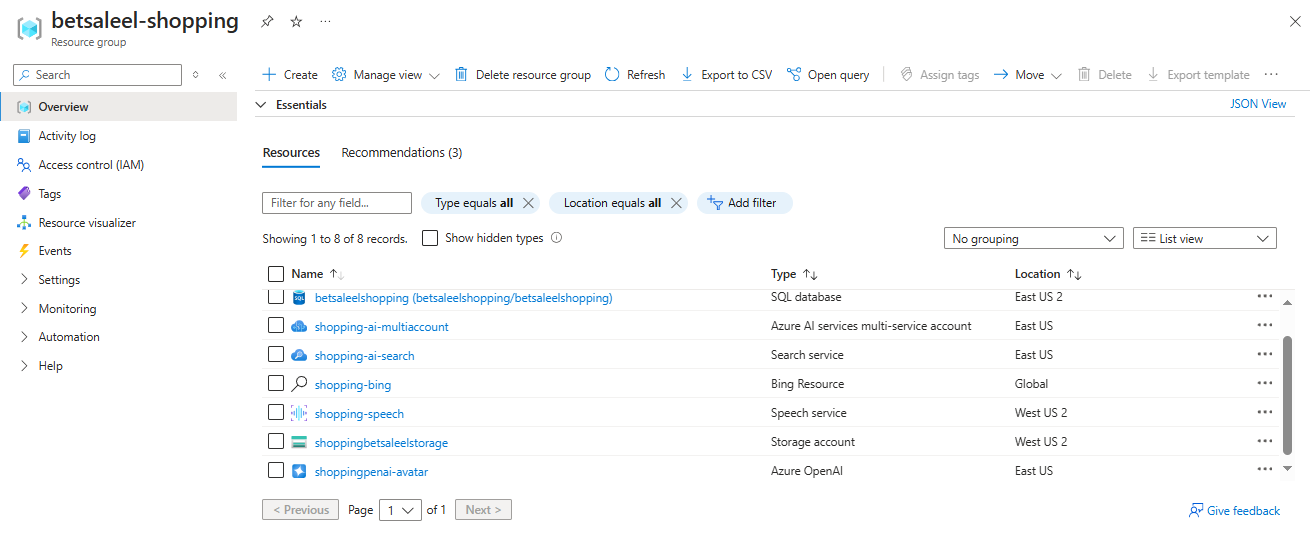 betsaleel-shopping
Resource group
Search
Create Manage view Delete resource group Refresh Export to CSV Open query Assign tags Move Delete Export template
Overview
Activity log
Access control (IAM)
Tags
Resource visualizer
Events
Settings
Monitoring
Automation
Help
Essentials JSON View
Resources Recommendations (3)
Filter for any field... Type equals all Location equals all Add filter
Showing 1 to 8 of 8 records. Show hidden types No grouping List view
Name Type Location
betsaleelshopping (betsaleelshopping/betsaleelshopping) SQL database East US 2
shopping-ai-multiaccount Azure AI services multi-service account East US
shopping-ai-search Search service East US
shopping-bing Bing Resource Global
shopping-speech Speech service West US 2
shoppingbetsaleelstorage Storage account West US 2
shoppingpenai-avatar Azure OpenAI East US
< Previous Page 1 of 1 Next > Give feedback